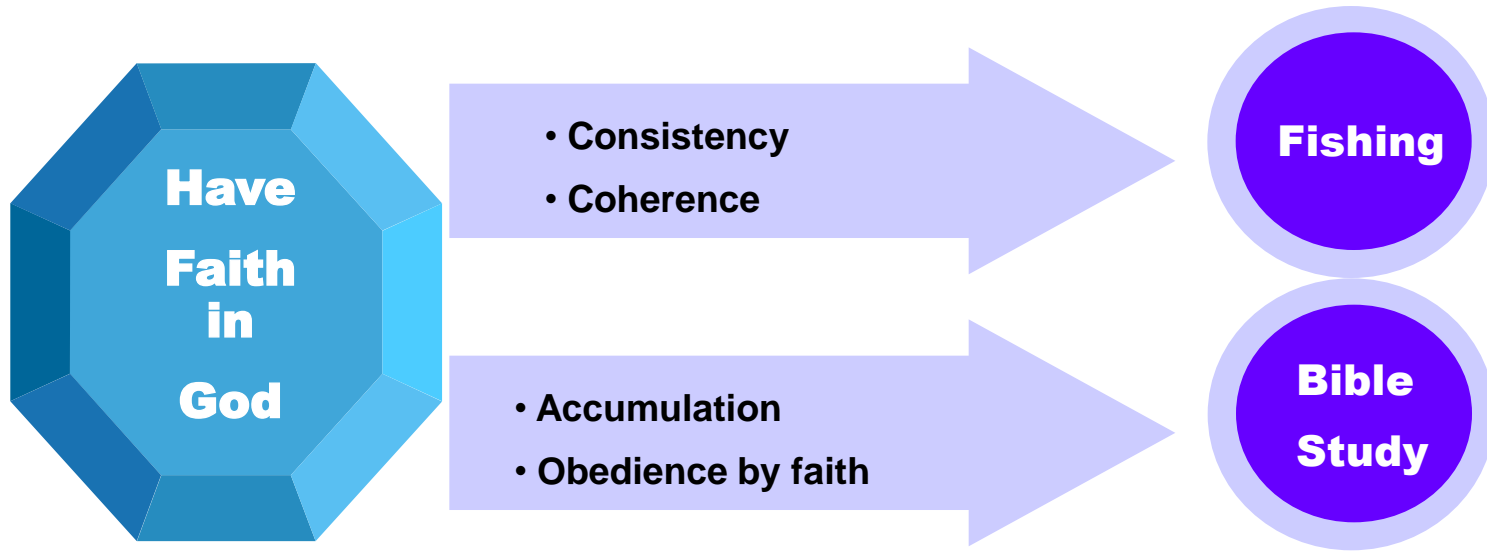 Have
Faith
in
God
• Consistency
• Coherence
Fishing
• Accumulation
• Obedience by faith
Bible
Study